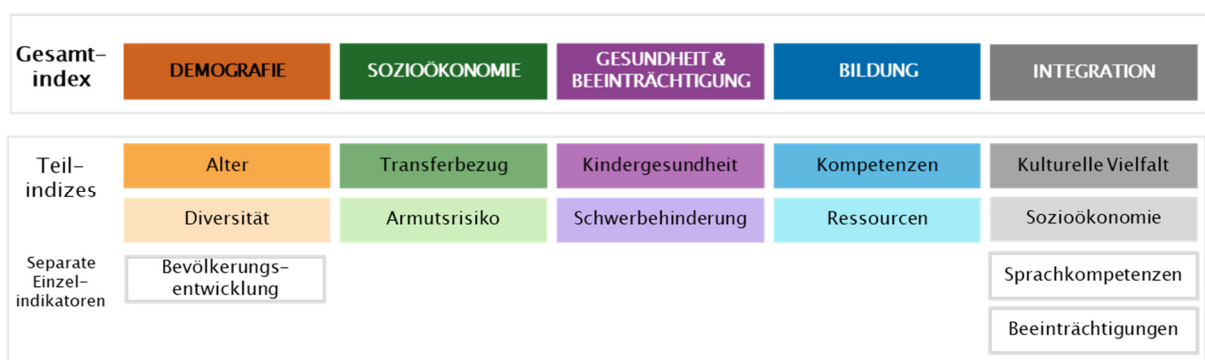 Gesamt-
index
DEMOGRAFIE
SOZIOÖKONOMIE
GESUNDHEIT &
BEEINTRÄCHTIGUNG
BILDUNG
INTEGRATION
Teil-
indizes
Alter
Transferbezug
Kindergesundheit
Kompetenzen
Kulturelle Vielfalt
Diversität
Armutsrisiko
Schwerbehinderung
Ressourcen
Sozioökonomie
Separate
Einzel-
indikatoren
Bevölkerungs-
entwicklung
Sprachkompetenzen
Beeinträchtigungen